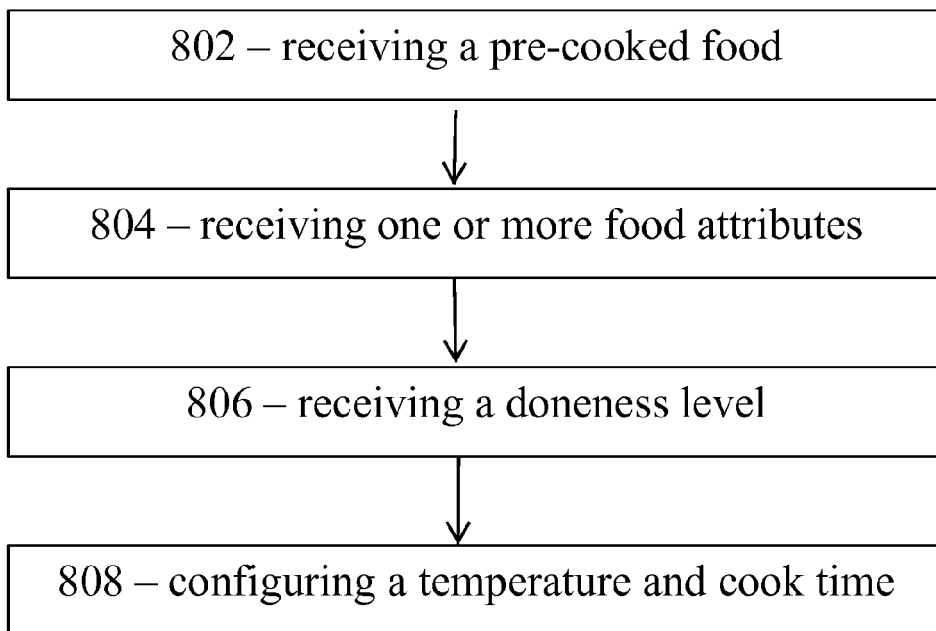 802 – receiving a pre-cooked food
804 – receiving one or more food attributes
806 – receiving a doneness level
808 – configuring a temperature and cook time